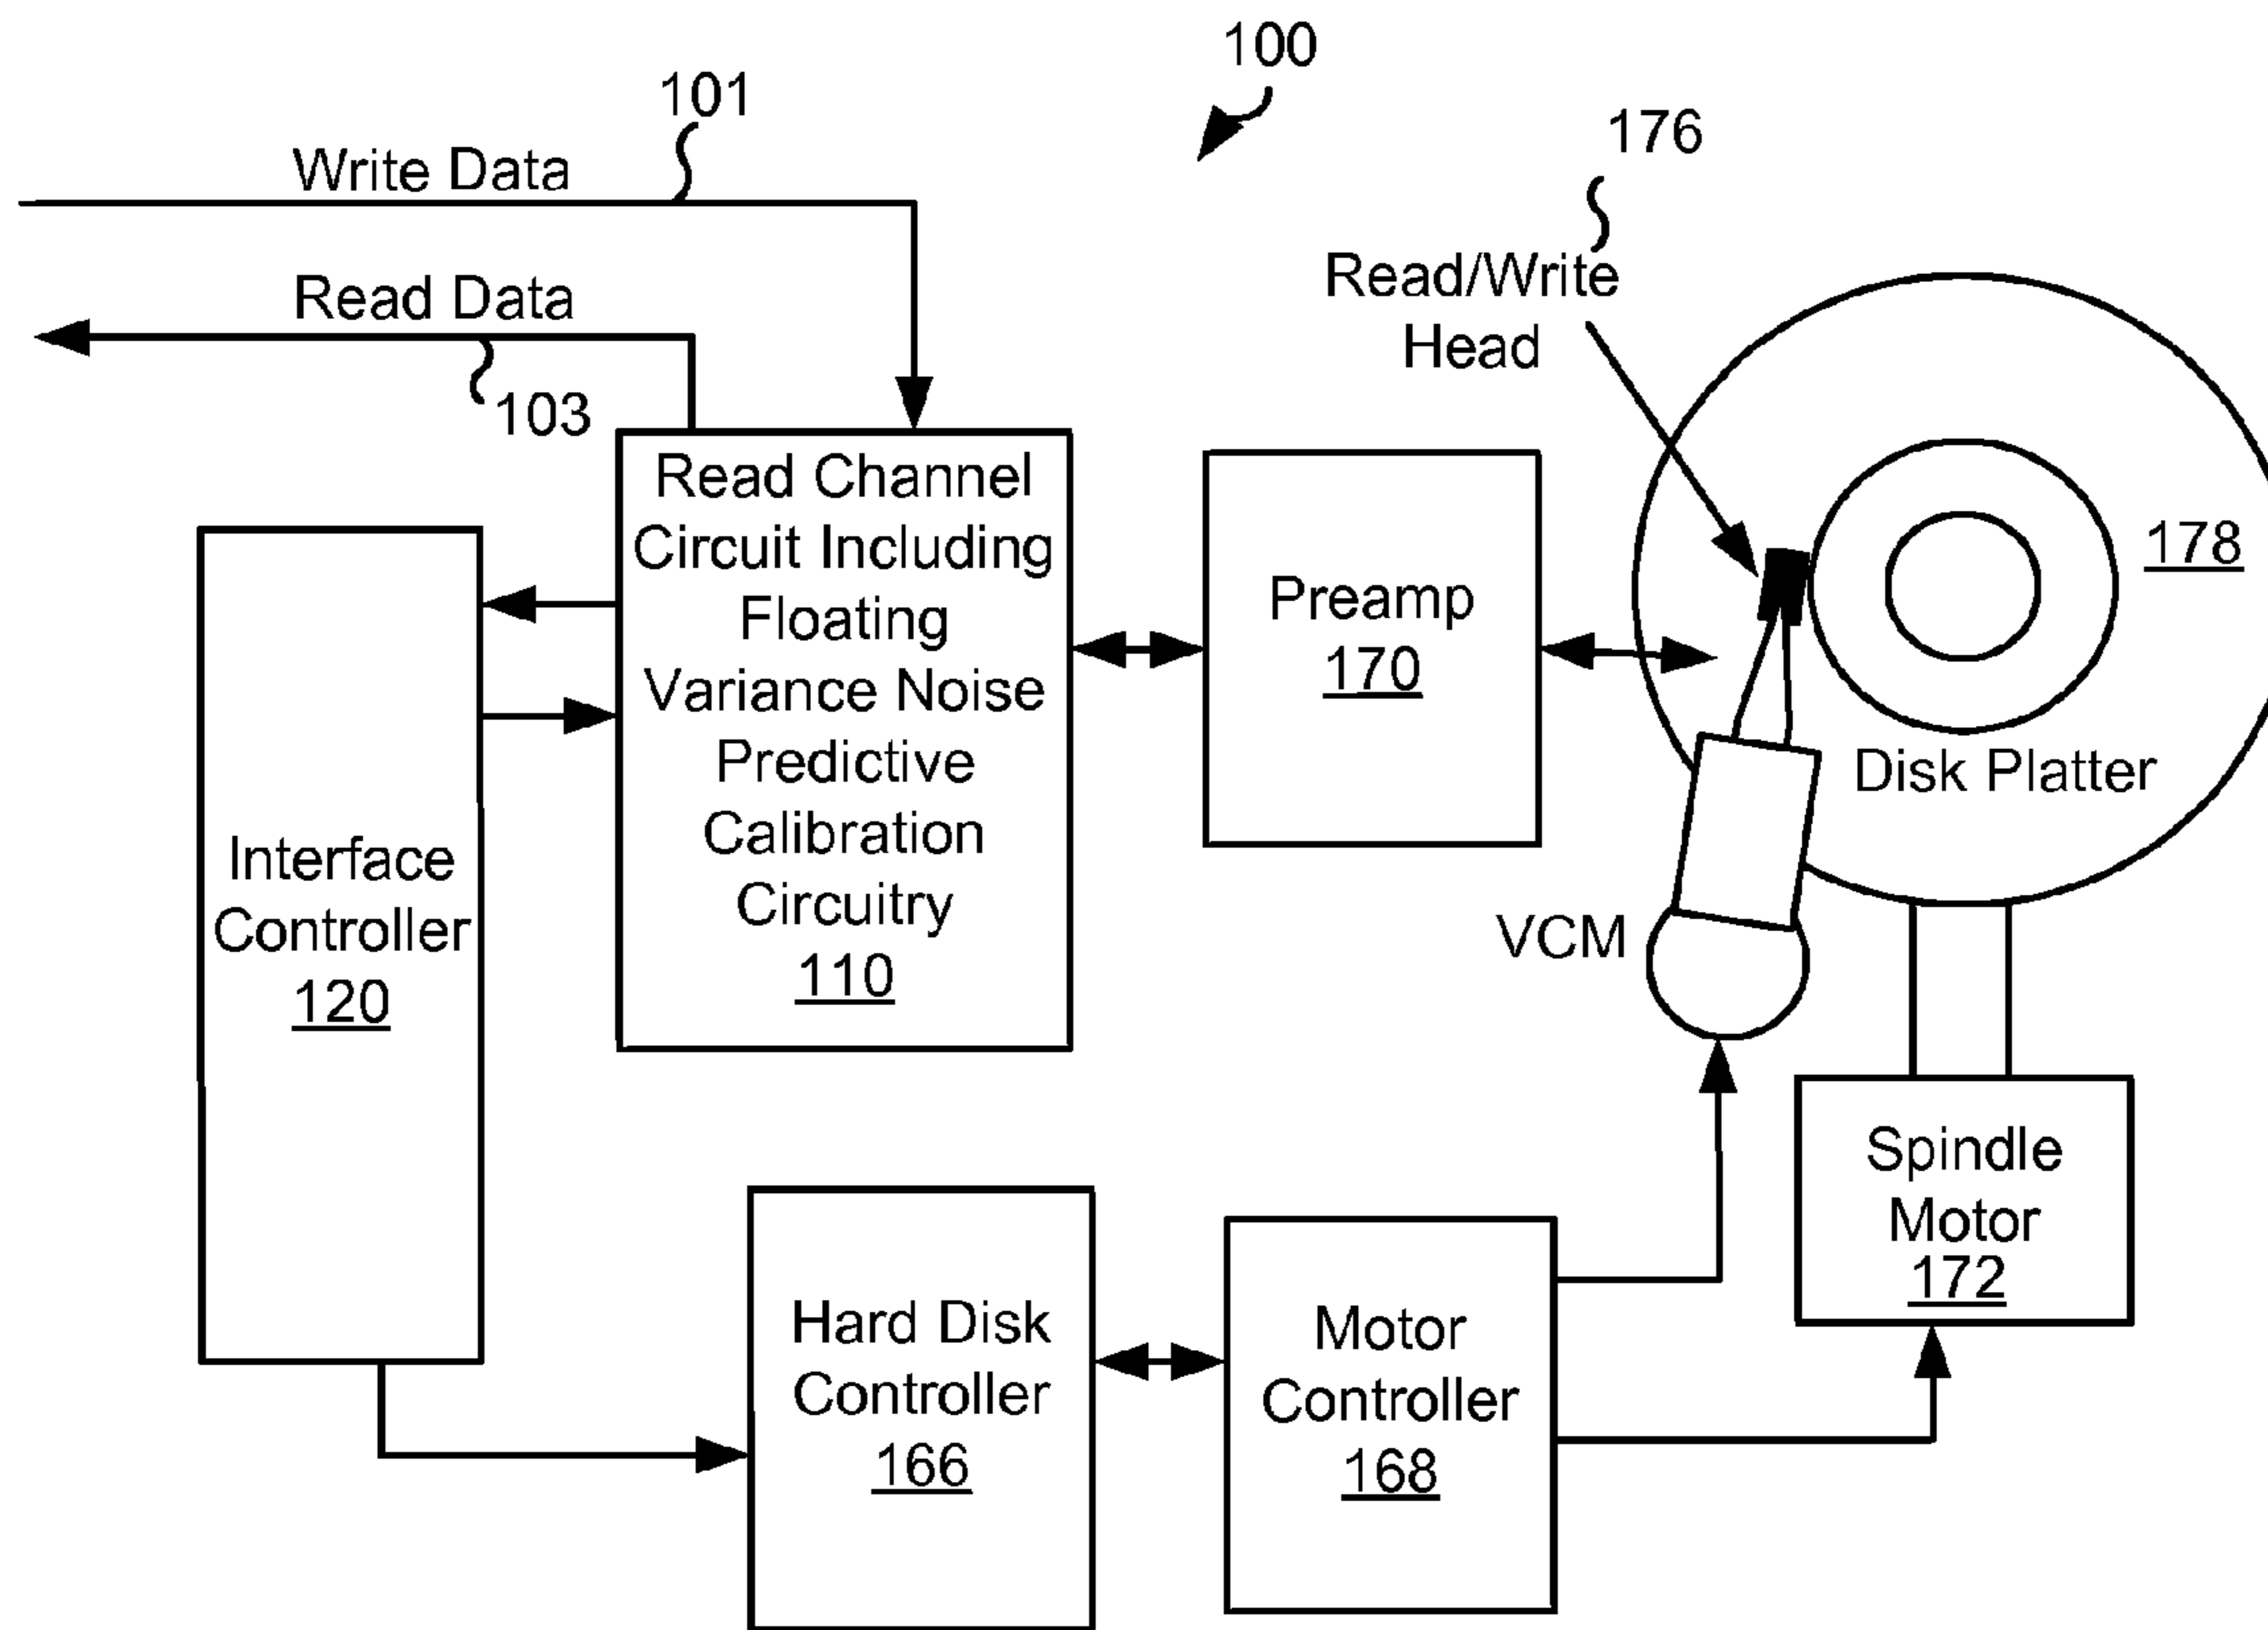 100
101
176
Write Data
Read/Write
Head
Read Data
103
Read Channel
Circuit Including
Floating
Variance Noise
Predictive
Calibration
Circuitry
110
Preamp
170
178
Disk Platter
Interface
Controller
120
VCM
Spindle
Motor
172
Hard Disk
Controller
166
Motor
Controller
168